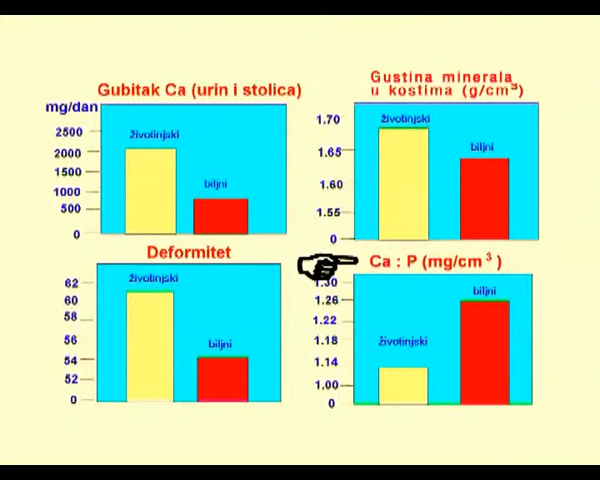 Gubitak Ca (urin i stolica)
mg/dan
2500
2000
1500
1000
500
0
životinjski
biljni
Gustina minerala
u kostima (g/cm³)
1.70
1.65
1.60
1.55
0
životinjski
biljni
Deformitet
62
60
58
56
54
52
0
životinjski
biljni
Ca : P (mg/cm³)
1.30
1.26
1.22
1.18
1.14
1.00
0
životinjski
biljni